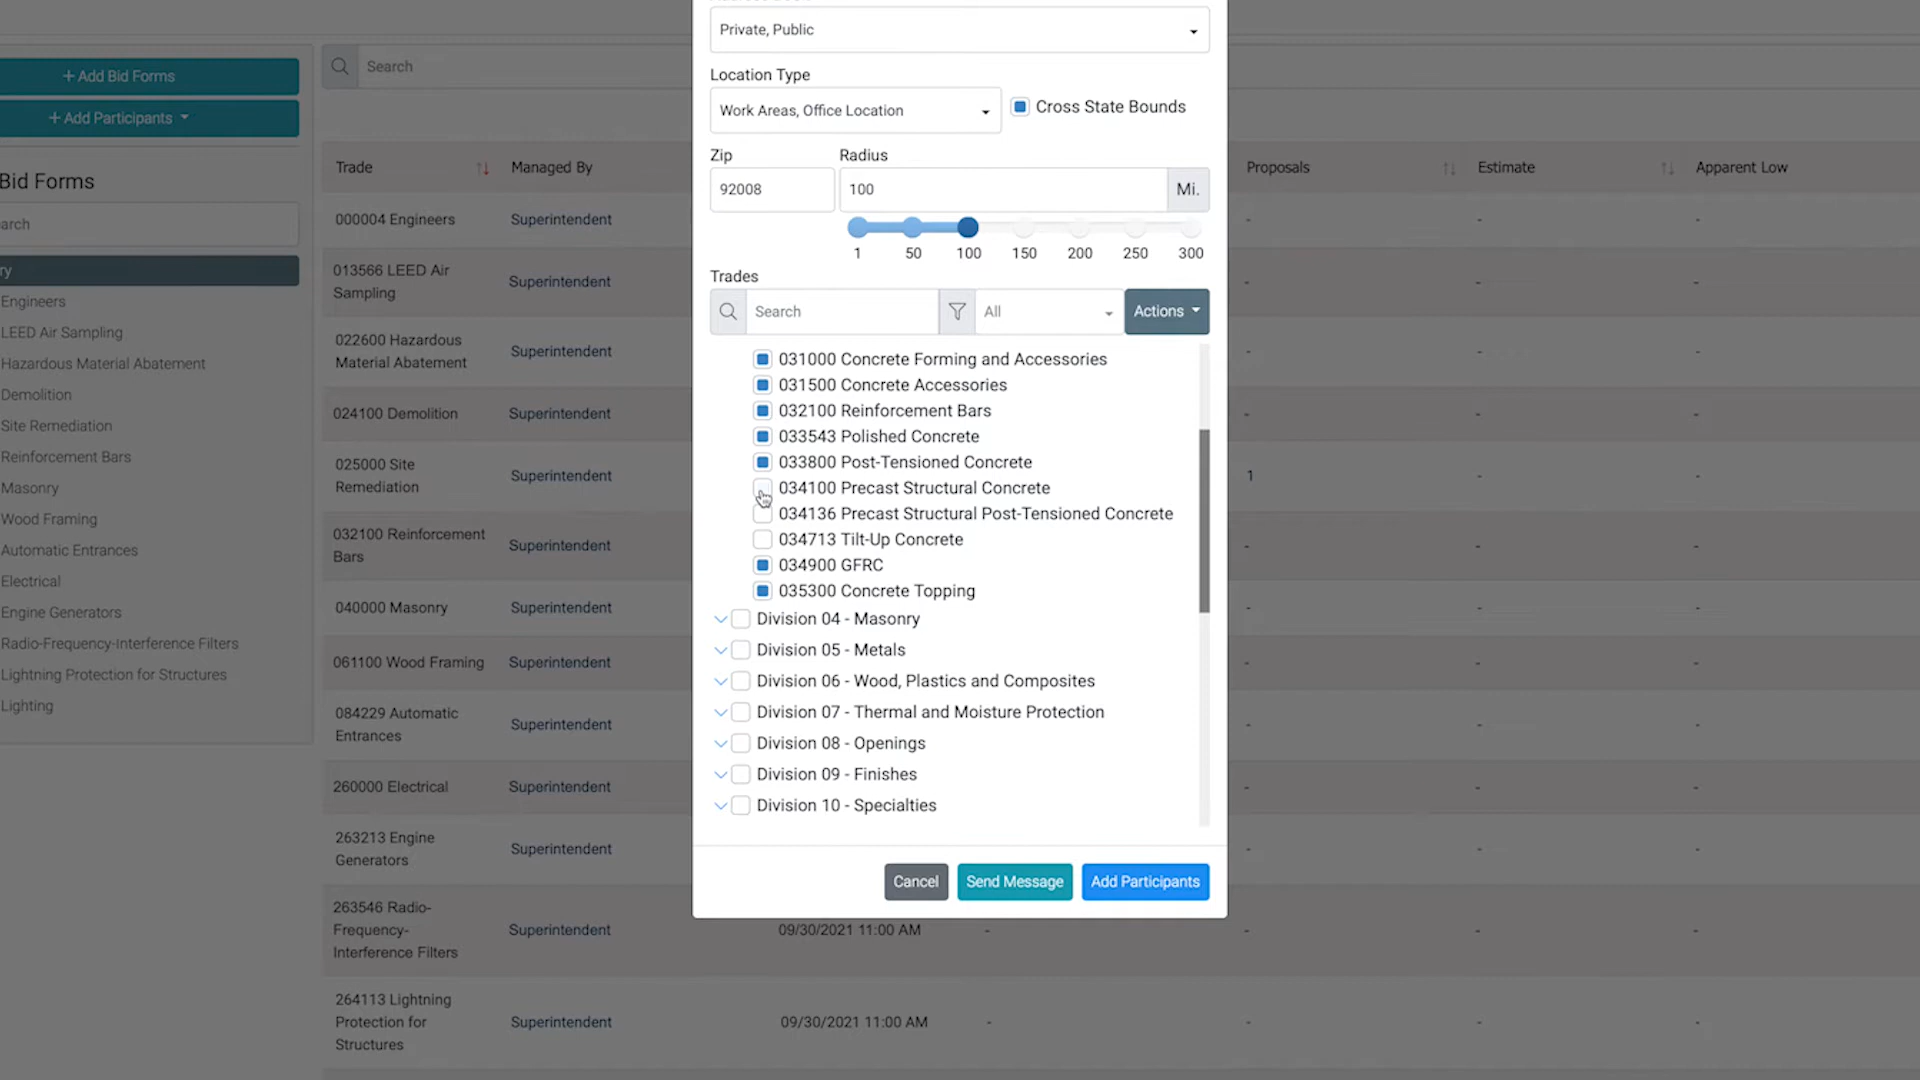 Private, Public
+ Add Bid Forms
Search
Location Type
+ Add Participants
Work Areas, Office Location
Cross State Bounds
Zip
Radius
Bid Forms
Trade
Managed By
92008
100
Mi.
Proposals
Estimate
Apparent Low
000004 Engineers
Superintendent
-
-
-
1
50
100
150
200
250
300
Engineers
LEED Air Sampling
Hazardous Material Abatement
Demolition
Site Remediation
Reinforcement Bars
Masonry
Wood Framing
Automatic Entrances
Electrical
Engine Generators
Radio-Frequency-Interference Filters
Lightning Protection for Structures
Lighting
013566 LEED Air
Sampling
Superintendent
-
-
-
022600 Hazardous
Material Abatement
Superintendent
-
-
-
024100 Demolition
Superintendent
-
-
-
025000 Site
Remediation
Superintendent
1
-
-
032100 Reinforcement
Bars
Superintendent
-
-
-
040000 Masonry
Superintendent
-
-
-
061100 Wood Framing
Superintendent
-
-
-
084229 Automatic
Entrances
Superintendent
-
-
-
260000 Electrical
Superintendent
-
-
-
263213 Engine
Generators
Superintendent
-
-
-
263546 Radio-
Frequency-
Interference Filters
Superintendent
09/30/2021 11:00 AM
-
-
-
-
264113 Lightning
Protection for
Structures
Superintendent
09/30/2021 11:00 AM
-
-
-
-
Trades
Search
All
Actions
031000 Concrete Forming and Accessories
031500 Concrete Accessories
032100 Reinforcement Bars
033543 Polished Concrete
033800 Post-Tensioned Concrete
034100 Precast Structural Concrete
034136 Precast Structural Post-Tensioned Concrete
034713 Tilt-Up Concrete
034900 GFRC
035300 Concrete Topping
Division 04 - Masonry
Division 05 - Metals
Division 06 - Wood, Plastics and Composites
Division 07 - Thermal and Moisture Protection
Division 08 - Openings
Division 09 - Finishes
Division 10 - Specialties
Cancel
Send Message
Add Participants